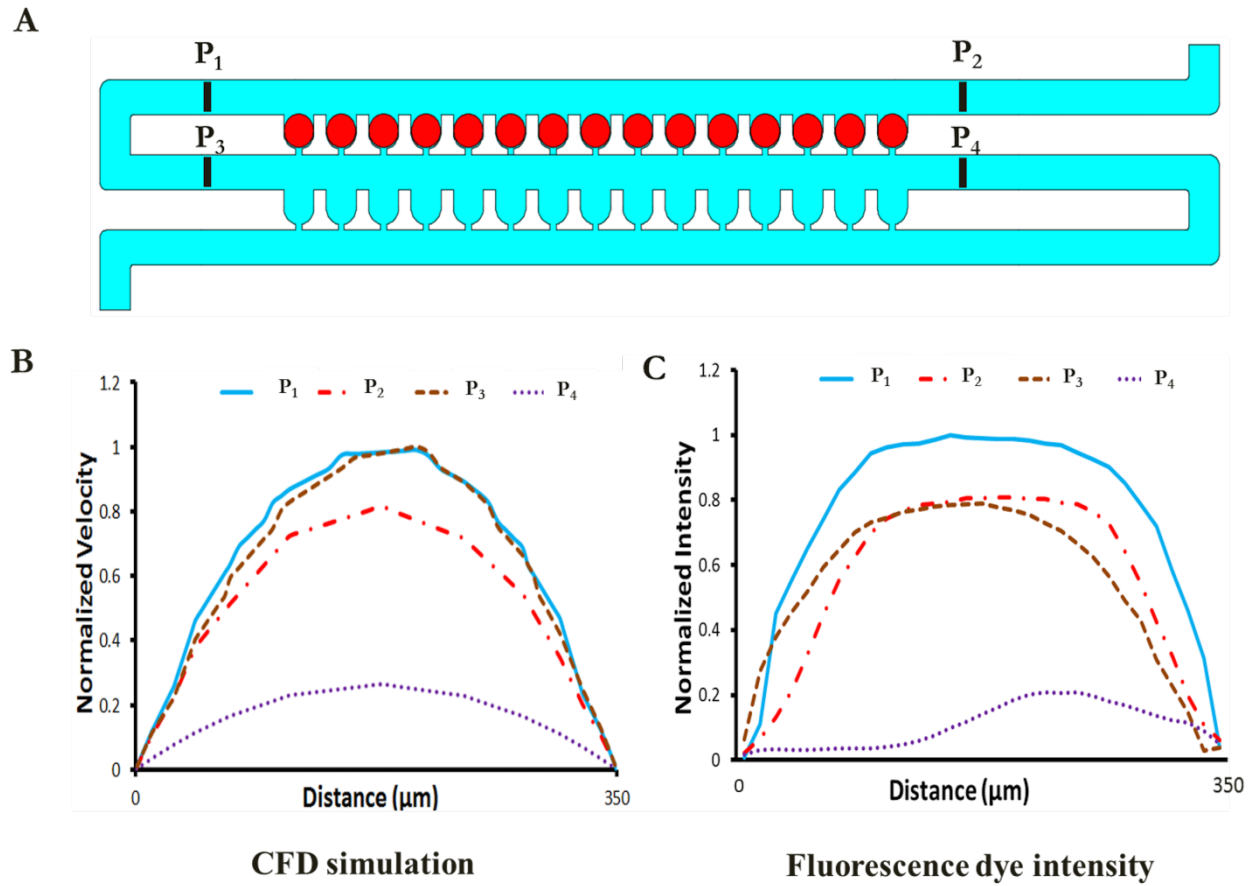 A
P1 P2
P3 P4
B
1.2
P1 P2 P3 P4
1
0.8
0.6
0.4
0.2
0
Normalized Velocity
0 Distance (µm) 350
CFD simulation
C
1.2
P1 P2 P3 P4
1
0.8
0.6
0.4
0.2
0
Normalized Intensity
0 Distance (µm) 350
Fluorescence dye intensity